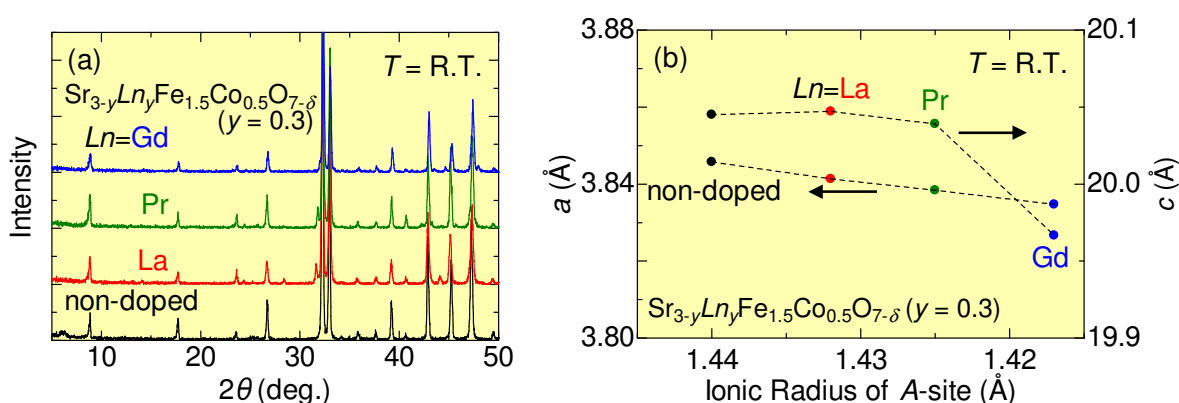 (a)
T = R.T.
Sr3-yLnyFe1.5Co0.5O7-δ
(y = 0.3)
Ln=Gd
Pr
La
non-doped
Intensity
10 20 30 40 50
2θ (deg.)
(b)
T = R.T.
Ln=La
Pr
non-doped
Gd
Sr3-yLnyFe1.5Co0.5O7-δ (y = 0.3)
3.88
3.84
3.80
a (Å)
20.1
20.0
19.9
c (Å)
1.44 1.43 1.42
Ionic Radius of A-site (Å)